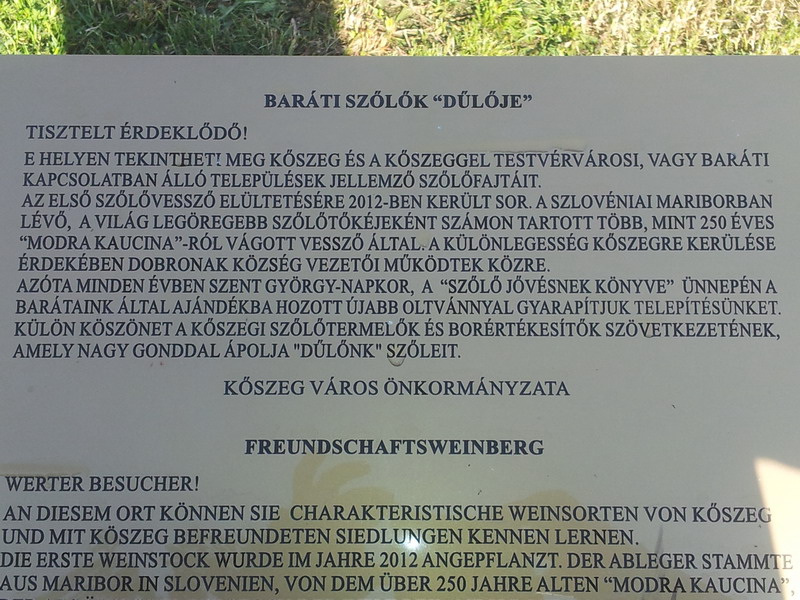 BARÁTI SZŐLŐK “DŰLŐJE”
TISZTELT ÉRDEKLŐDŐ!
E HELYEN TEKINTHET! MEG KŐSZEG ÉS A KŐSZEGGEL TESTVÉRVÁROSI, VAGY BARÁTI
KAPCSOLATBAN ÁLLÓ TELEPÜLÉSEK JELLEMZŐ SZŐLŐFAJTÁIT.
AZ ELSŐ SZŐLŐVESSZŐ ELÜLTETÉSÉRE 2012-BEN KERÜLT SOR. A SZLOVÉNIAI MARIBORBAN
LÉVŐ, A VILÁG LEGÖREGEBB SZŐLŐTŐKÉJEKÉNT SZÁMON TARTOTT TÖBB, MINT 250 ÉVES
“MODRA KAUCINA”-RÓL VÁGOTT VESSZŐ ÁLTAL. A KÜLÖNLEGESSÉG KŐSZEGRE KERÜLÉSE
ÉRDEKÉBEN DOBRONAK KÖZSÉG VEZETŐI MŰKÖDTEK KÖZRE.
AZÓTA MINDEN ÉVBEN SZENT GYÖRGY-NAPKOR, A “SZŐLŐ JŐVÉSNEK KÖNYVE” ÜNNEPÉN A
BARÁTAINK ÁLTAL AJÁNDÉKBA HOZOTT ÚJABB OLTVÁNNYAL GYARAPÍTJUK TELEPÍTÉSÜNKET.
KÜLÖN KÖSZÖNET A KŐSZEGI SZŐLŐTERMELŐK ÉS BORÉRTÉKESÍTŐK SZÖVETKEZETÉNEK,
AMELY NAGY GONDDAL ÁPOLJA "DŰLŐNK" SZŐLEIT.
KŐSZEG VÁROS ÖNKORMÁNYZATA
FREUNDSCHAFTSWEINBERG
WERTER BESUCHER!
AN DIESEM ORT KÖNNEN SIE CHARAKTERISTISCHE WEINSORTEN VON KŐSZEG
UND MIT KŐSZEG BEFREUNDETEN SIEDLUNGEN KENNEN LERNEN.
DIE ERSTE WEINSTOCK WURDE IM JAHRE 2012 ANGEPFLANZT. DER ABLEGER STAMMTE
AUS MARIBOR IN SLOVENIEN, VON DEM ÜBER 250 JAHRE ALTEN “MODRA KAUCINA”,